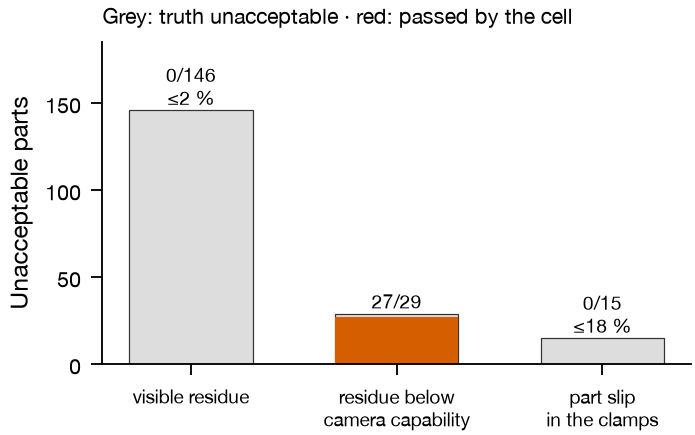 Grey: truth unacceptable · red: passed by the cell
Unacceptable parts
150
100
50
0
0/146
≤2 %
27/29
0/15
≤18 %
visible residue
residue below
camera capability
part slip
in the clamps